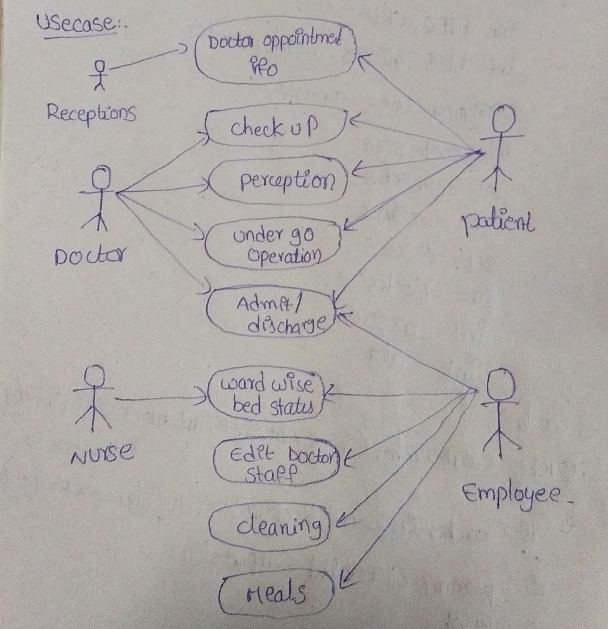 Usecase:.
Doctor appointment
info
Receptions
check up
perception
patient
Doctor
under go
operation
Admit/
discharge
ward wise
bed status
Nurse
Edit Doctor
staff
Employee.
cleaning
Meals